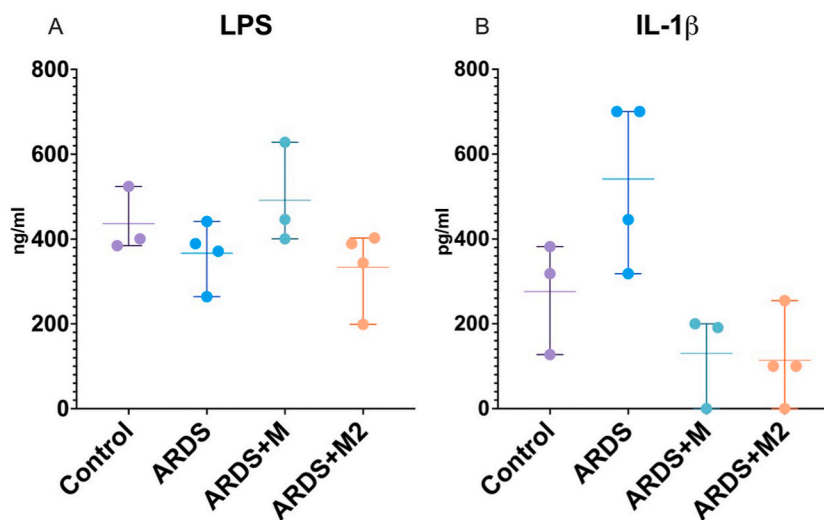 A LPS
800
600
400
200
0
ng/ml
Control
ARDS
ARDS+M
ARDS+M2
B IL-1β
800
600
400
200
0
pg/ml
Control
ARDS
ARDS+M
ARDS+M2